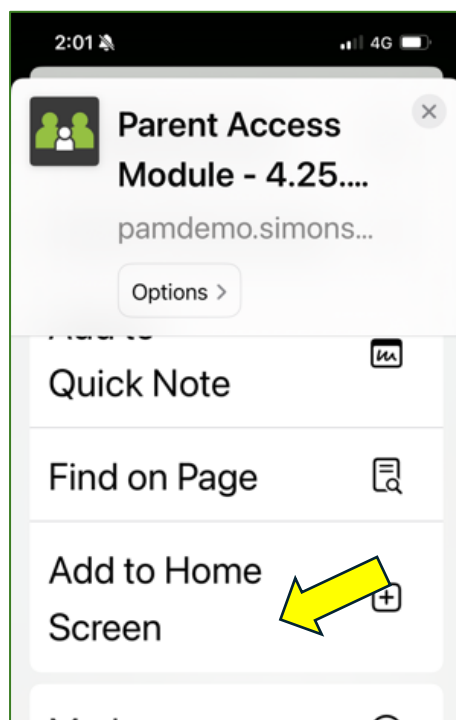 2:01
4G
Parent Access
Module - 4.25....
pamdemo.simons...
Options >
Quick Note
Find on Page
Add to Home
Screen